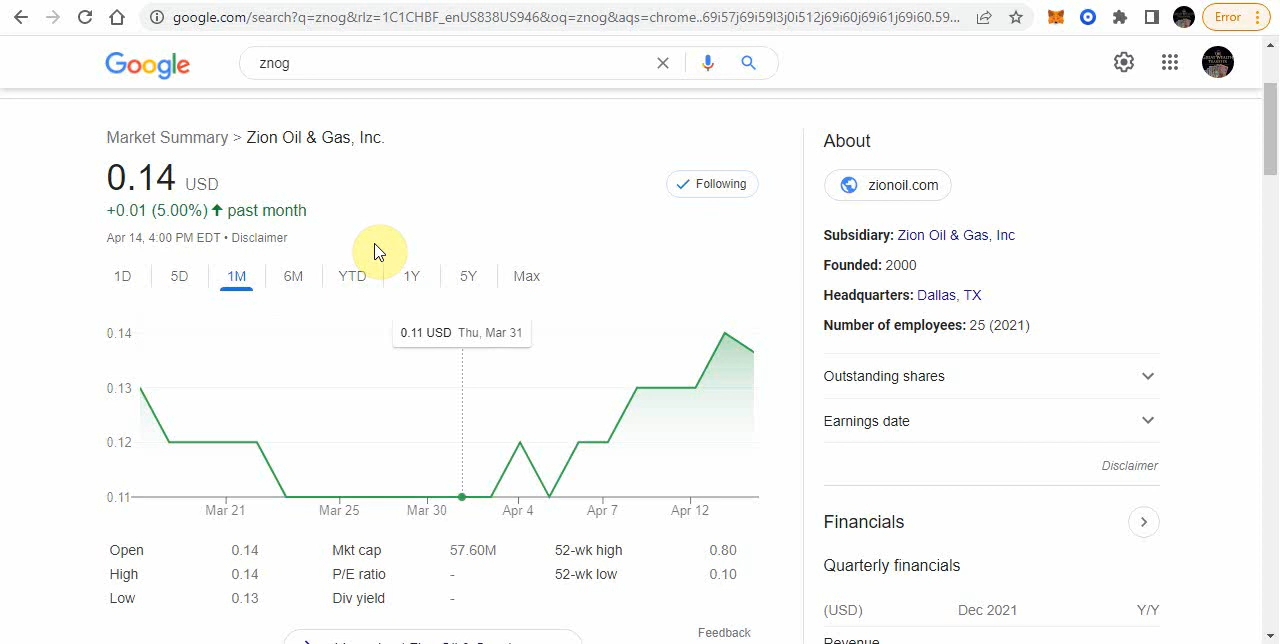 google.com/search?q=znog&rlz=1C1CHBF_enUS838US946&oq=znog&aqs=chrome..69i57j69i59l3j0i512j69i60j69i61j69i60.59...
Error
Google
znog
Market Summary > Zion Oil & Gas, Inc.
0.14 USD
+0.01 (5.00%) past month
Apr 14, 4:00 PM EDT • Disclaimer
Following
1D 5D 1M 6M YTD 1Y 5Y Max
0.11 USD Thu, Mar 31
0.14
0.13
0.12
0.11
Mar 21 Mar 25 Mar 30 Apr 4 Apr 7 Apr 12
Open 0.14 Mkt cap 57.60M 52-wk high 0.80
High 0.14 P/E ratio - 52-wk low 0.10
Low 0.13 Div yield -
Feedback
About
zionoil.com
Subsidiary: Zion Oil & Gas, Inc
Founded: 2000
Headquarters: Dallas, TX
Number of employees: 25 (2021)
Outstanding shares
Earnings date
Disclaimer
Financials
Quarterly financials
(USD) Dec 2021 Y/Y
Revenue